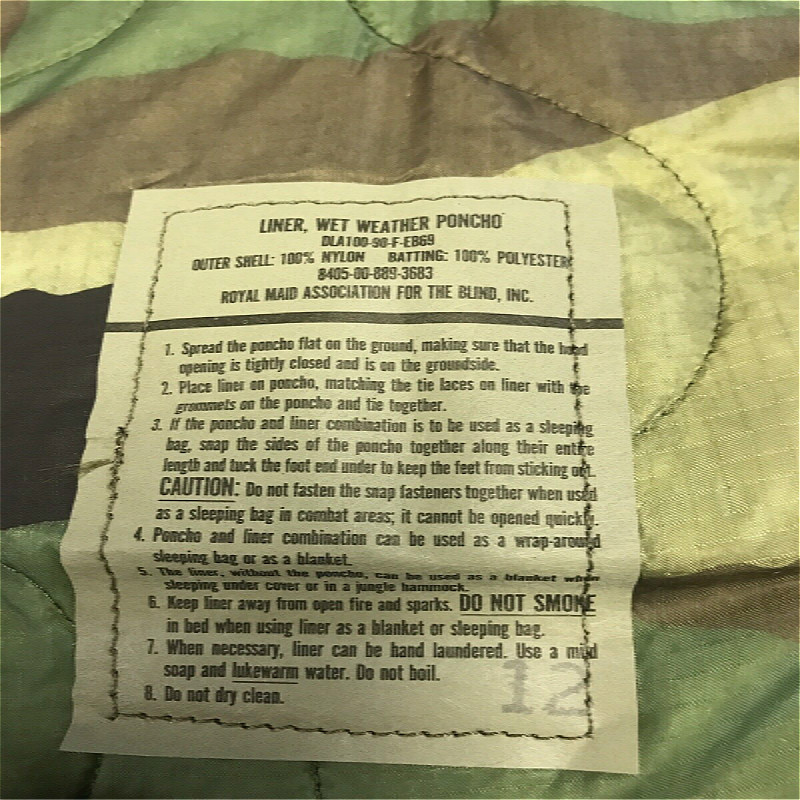 LINER, WET WEATHER PONCHO
DLA100-90-F-EB69
OUTER SHELL: 100% NYLON BATTING: 100% POLYESTER
8405-00-889-3683
ROYAL MAID ASSOCIATION FOR THE BLIND, INC.
1. Spread the poncho flat on the ground, making sure that the hood
opening is tightly closed and is on the groundside.
2. Place liner on poncho, matching the tie laces on liner with the
grommets on the poncho and tie together.
3. If the poncho and liner combination is to be used as a sleeping
bag, snap the sides of the poncho together along their entire
length and tuck the foot end under to keep the feet from sticking out.
CAUTION: Do not fasten the snap fasteners together when used
as a sleeping bag in combat areas; it cannot be opened quickly.
4. Poncho and liner combination can be used as a wrap-around
sleeping bag or as a blanket.
5. The liner, without the poncho, can be used as a blanket when
sleeping under cover or in a jungle hammock.
6. Keep liner away from open fire and sparks. DO NOT SMOKE
in bed when using liner as a blanket or sleeping bag.
7. When necessary, liner can be hand laundered. Use a mild
soap and lukewarm water. Do not boil.
8. Do not dry clean.
12